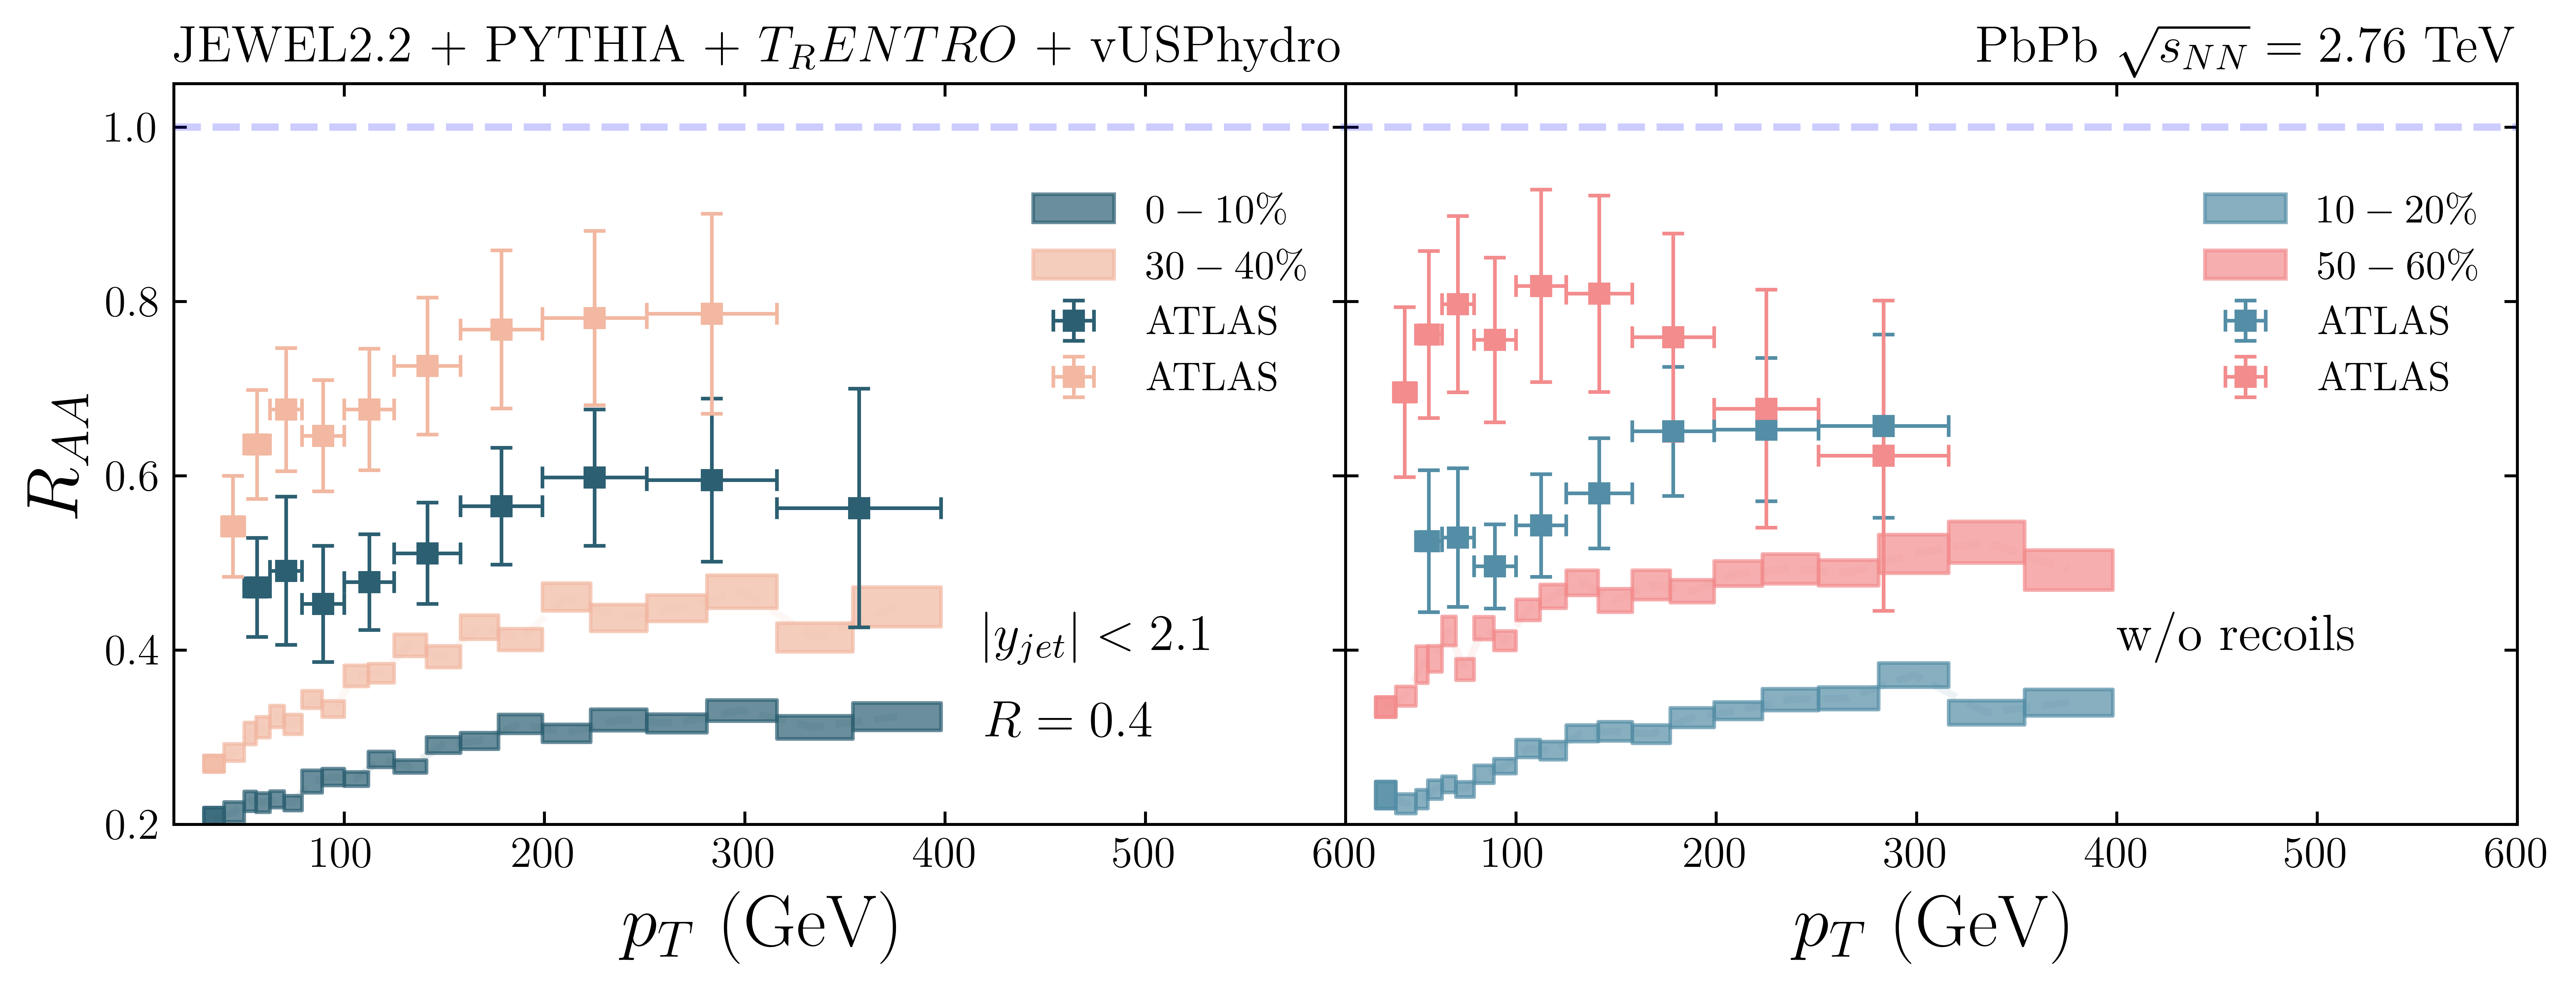 JEWEL2.2 + PYTHIA + T_RENTRO + vUSPhydro
PbPb √s_NN = 2.76 TeV
1.0
0.8
0.6
0.4
0.2
R_AA
0 − 10%
30 − 40%
ATLAS
ATLAS
|y_jet| < 2.1
R = 0.4
10 − 20%
50 − 60%
ATLAS
ATLAS
w/o recoils
100 200 300 400 500 600 100 200 300 400 500 600
p_T (GeV) p_T (GeV)